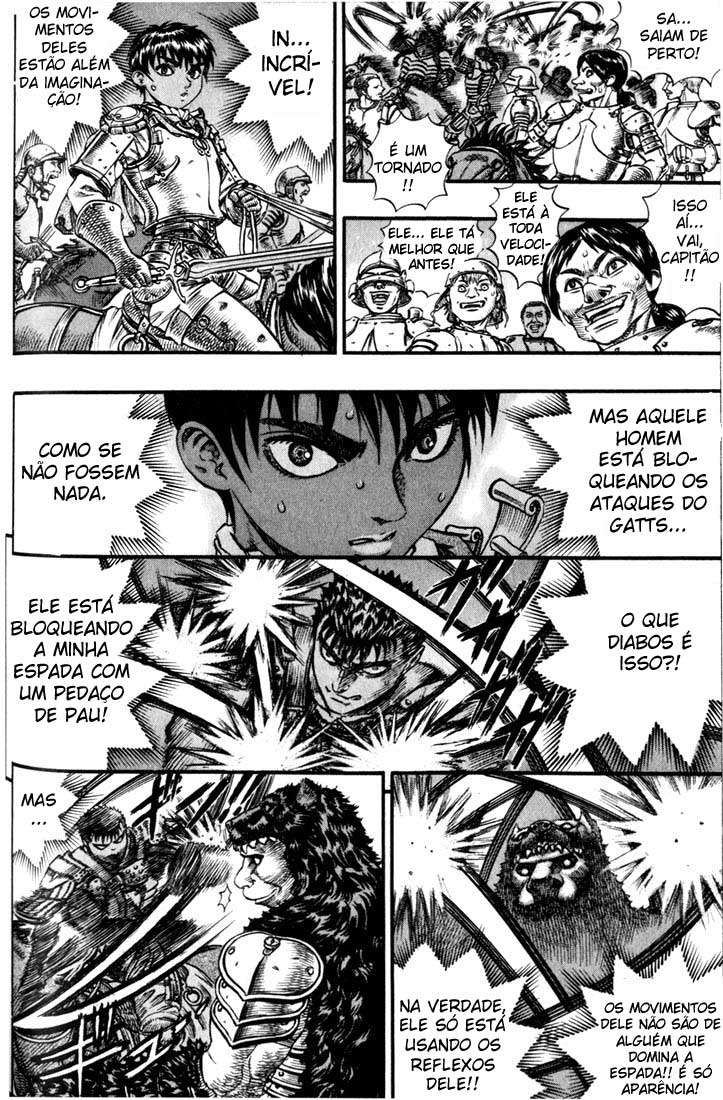 SA...
SAIAM DE
PERTO!
É UM
TORNADO
!!
IN...
INCRÍ-
VEL!
OS MOVI-
MENTOS
DELES
ESTÃO ALÉM
DA IMAGINA-
ÇÃO!
ISSO
AÍ...
VAI,
CAPITÃO
!!
ELE
ESTÁ À
TODA
VELOCI-
DADE!
ELE... ELE TÁ
MELHOR QUE
ANTES!
MAS AQUELE
HOMEM
ESTÁ BLO-
QUEANDO OS
ATAQUES DO
GATTS...
COMO SE
NÃO FOSSEM
NADA.
O QUE
DIABOS É
ISSO?!
ELE ESTÁ
BLOQUEANDO
A MINHA
ESPADA COM
UM PEDAÇO
DE PAU!
OS MOVIMENTOS
DELE NÃO SÃO DE
ALGUÉM QUE
DOMINA A
ESPADA!! É SÓ
APARÊNCIA!
NA VERDADE,
ELE SÓ ESTÁ
USANDO OS
REFLEXOS
DELE!!
MAS
...